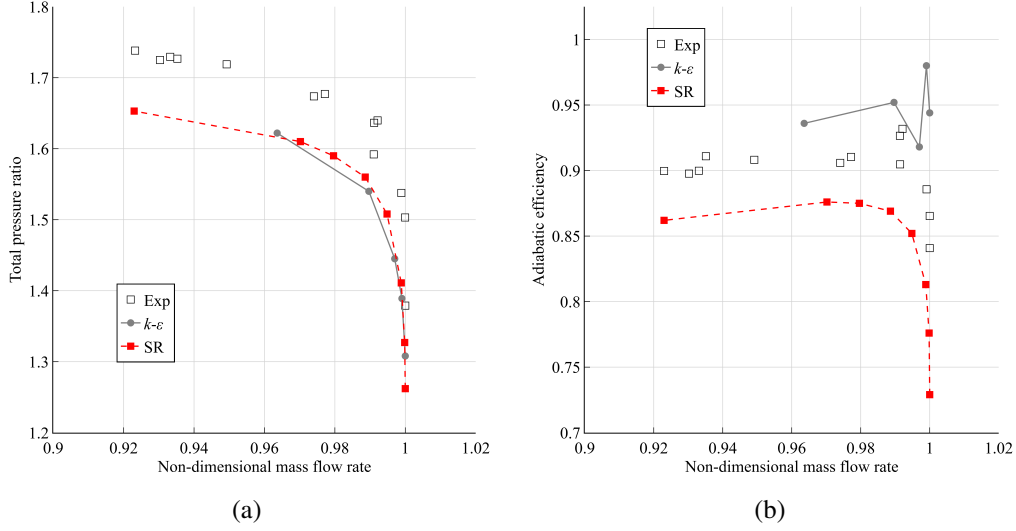 1.8
1.7
1.6
1.5
1.4
1.3
1.2
0.9 0.92 0.94 0.96 0.98 1 1.02
Total pressure ratio
Non-dimensional mass flow rate
Exp
k-ε
SR
(a)
1
0.95
0.9
0.85
0.8
0.75
0.7
0.9 0.92 0.94 0.96 0.98 1 1.02
Adiabatic efficiency
Non-dimensional mass flow rate
Exp
k-ε
SR
(b)